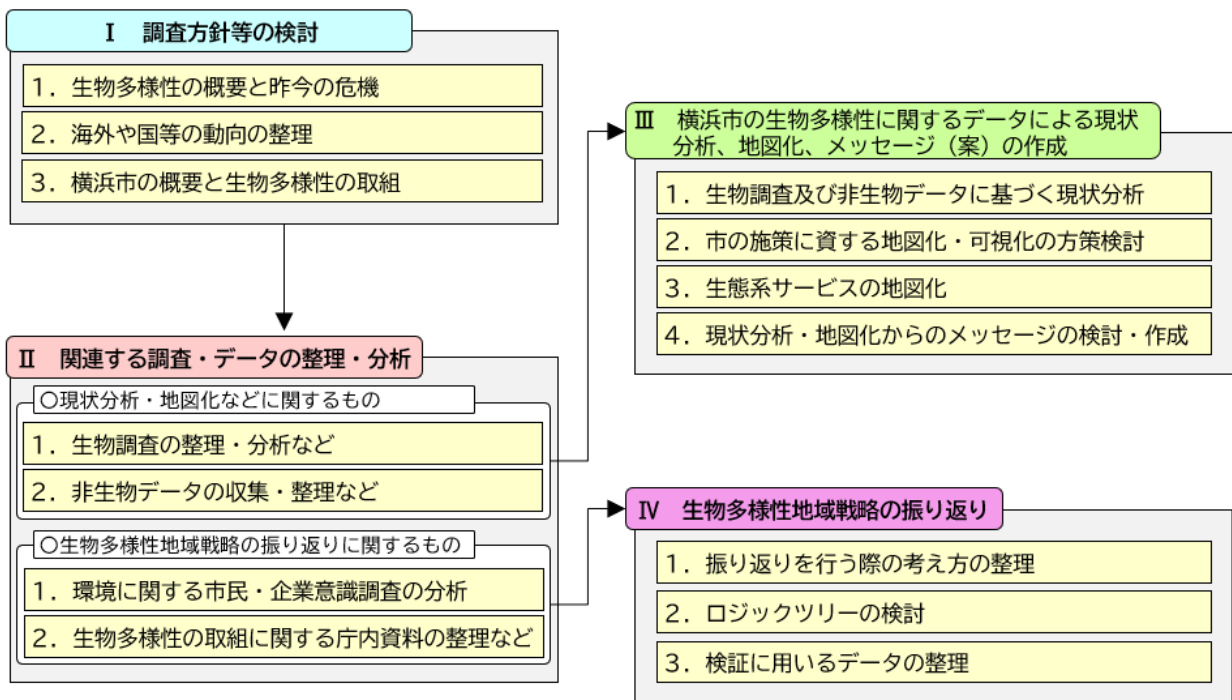 Ⅰ　調査方針等の検討
1．生物多様性の概要と昨今の危機
2．海外や国等の動向の整理
3．横浜市の概要と生物多様性の取組
Ⅱ　関連する調査・データの整理・分析
〇現状分析・地図化などに関するもの
1．生物調査の整理・分析など
2．非生物データの収集・整理など
〇生物多様性地域戦略の振り返りに関するもの
1．環境に関する市民・企業意識調査の分析
2．生物多様性の取組に関する庁内資料の整理など
Ⅲ　横浜市の生物多様性に関するデータによる現状
分析、地図化、メッセージ（案）の作成
1．生物調査及び非生物データに基づく現状分析
2．市の施策に資する地図化・可視化の方策検討
3．生態系サービスの地図化
4．現状分析・地図化からのメッセージの検討・作成
Ⅳ　生物多様性地域戦略の振り返り
1．振り返りを行う際の考え方の整理
2．ロジックツリーの検討
3．検証に用いるデータの整理